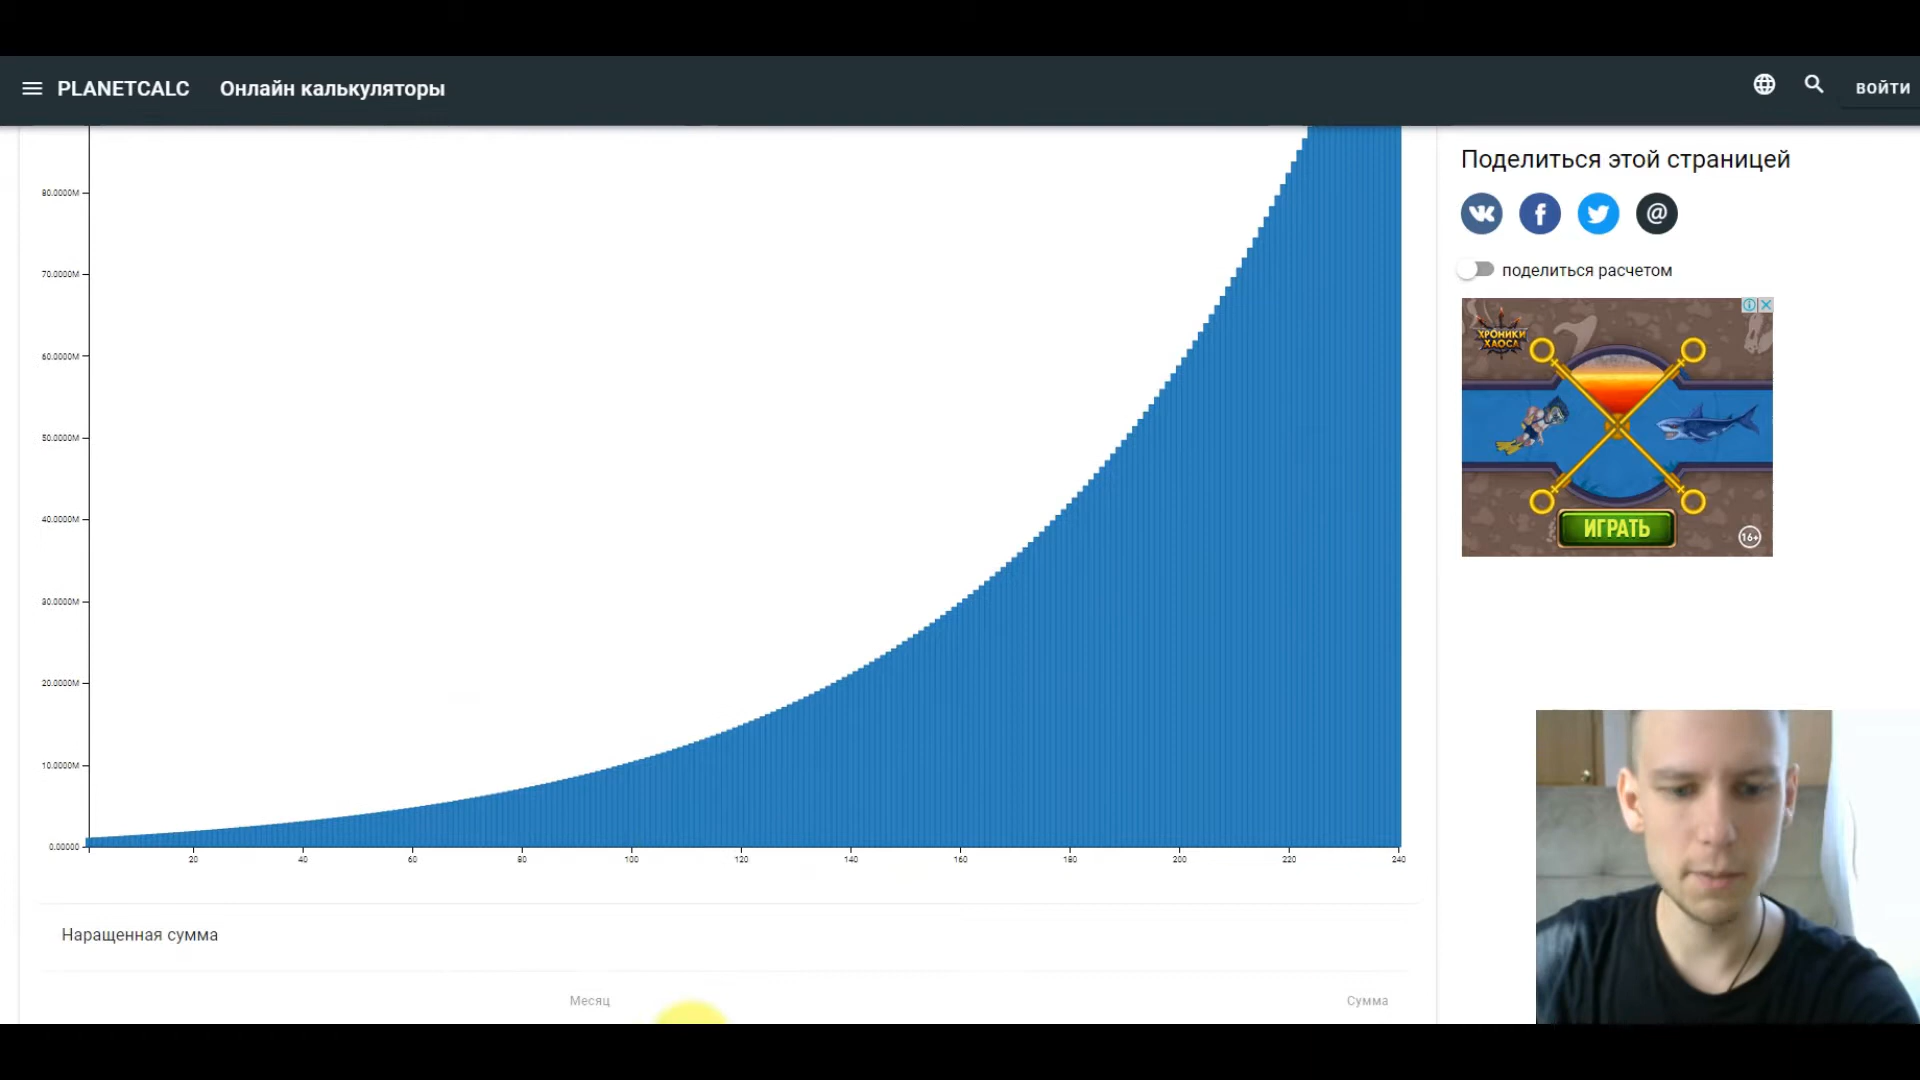 PLANETCALC Онлайн калькуляторы
ВОЙТИ
80.0000M
70.0000M
60.0000M
50.0000M
40.0000M
30.0000M
20.0000M
10.0000M
0.00000
20 40 60 80 100 120 140 160 180 200 220 240
Наращенная сумма
Месяц Сумма
Поделиться этой страницей
поделиться расчетом
ХРОНИКИ
ХАОСА
ИГРАТЬ
16+